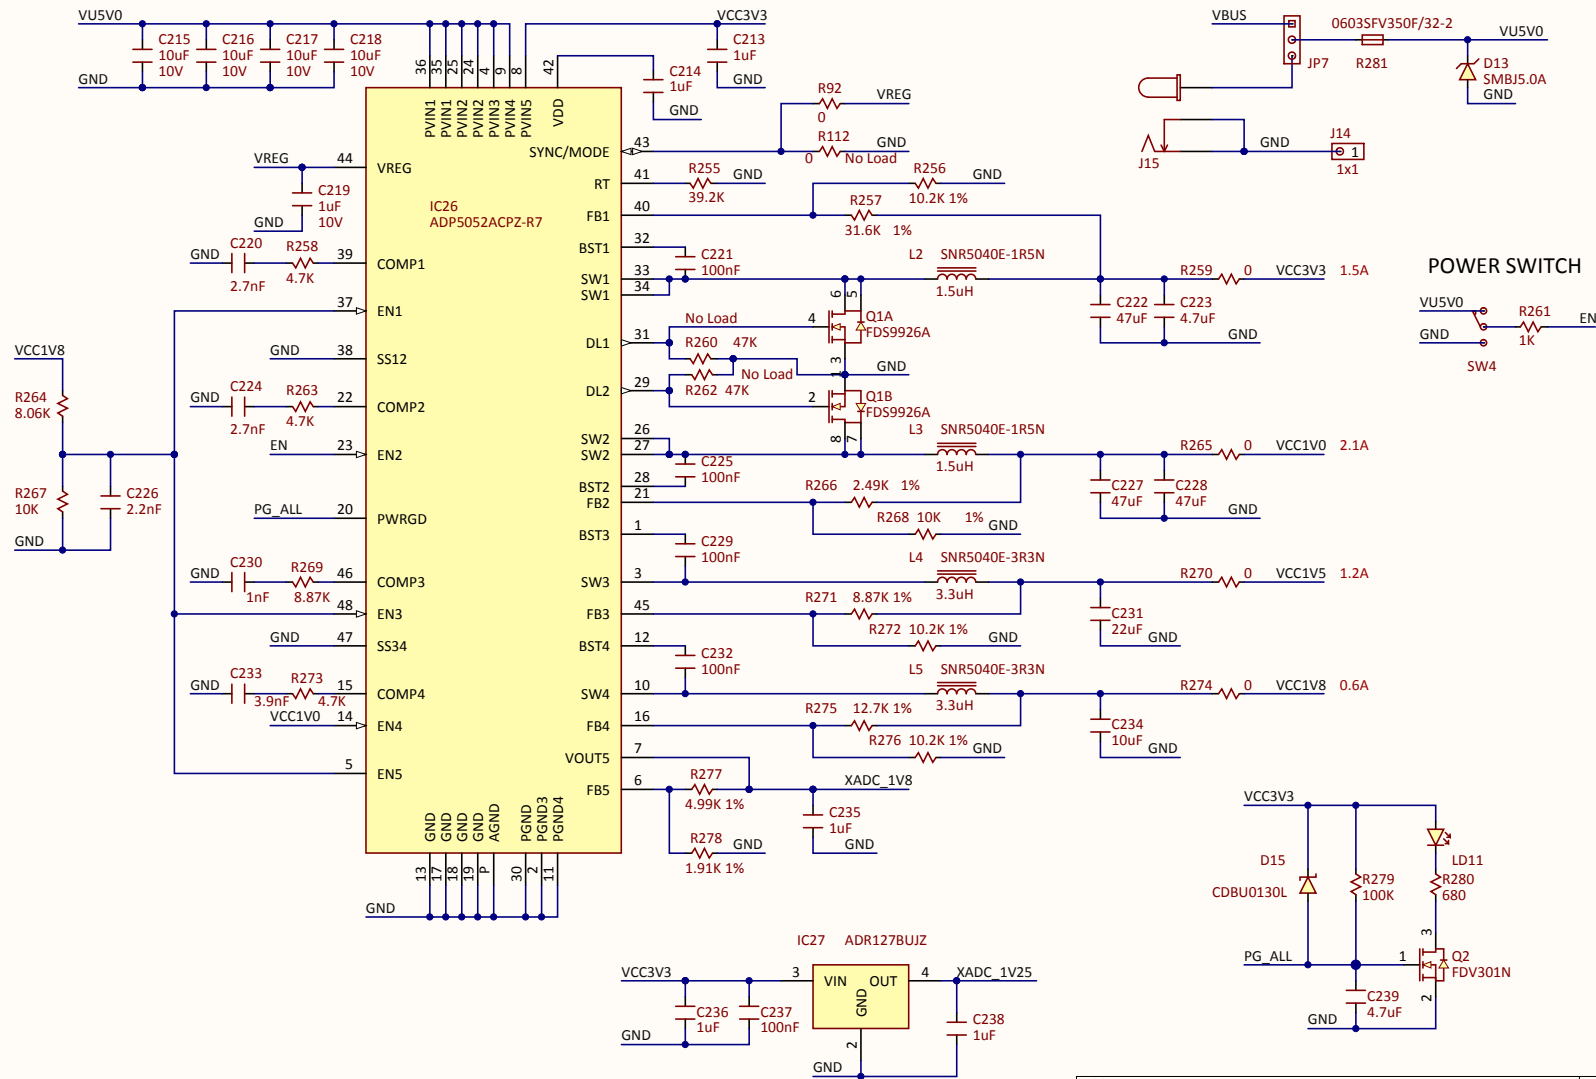 VU5V0
C215
10uF
10V
C216
10uF
10V
C217
10uF
10V
C218
10uF
10V
GND
36
35
25
24
4
9
8
42
PVIN1
PVIN1
PVIN2
PVIN2
PVIN3
PVIN4
PVIN5
VDD
VCC3V3
C213
1uF
GND
C214
1uF
GND
VBUS
JP7
0603SFV350F/32-2
R281
VU5V0
D13
SMBJ5.0A
GND
J15
GND
J14
1
1x1
IC26
ADP5052ACPZ-R7
VREG
44
VREG
C219
1uF
10V
GND
GND
C220
2.7nF
R258
4.7K
39
COMP1
37
EN1
GND
38
SS12
GND
C224
2.7nF
R263
4.7K
22
COMP2
EN
23
EN2
PG_ALL
20
PWRGD
GND
C230
1nF
R269
8.87K
46
COMP3
48
EN3
GND
47
SS34
GND
C233
3.9nF
R273
4.7K
15
COMP4
VCC1V0
14
EN4
5
EN5
VCC1V8
R264
8.06K
R267
10K
C226
2.2nF
GND
GND
GND
GND
GND
AGND
PGND
PGND3
PGND4
13
17
18
19
P
30
2
11
GND
SYNC/MODE
43
R92
0
VREG
R112
0
No Load
GND
RT
41
R255
39.2K
GND
FB1
40
R256
10.2K 1%
GND
R257
31.6K 1%
BST1
32
C221
100nF
SW1
33
SW1
34
L2 SNR5040E-1R5N
1.5uH
R259 0
VCC3V3 1.5A
C222
47uF
C223
4.7uF
GND
6
5
4
3
Q1A
FDS9926A
DL1
31
No Load
R260 47K
DL2
29
No Load
R262 47K
GND
1
2
8
7
Q1B
FDS9926A
SW2
26
SW2
27
L3 SNR5040E-1R5N
1.5uH
R265 0
VCC1V0 2.1A
C225
100nF
BST2
28
FB2
21
R266 2.49K 1%
R268 10K 1%
GND
C227
47uF
C228
47uF
GND
BST3
1
C229
100nF
SW3
3
L4 SNR5040E-3R3N
3.3uH
R270 0
VCC1V5 1.2A
FB3
45
R271 8.87K 1%
R272 10.2K 1%
GND
C231
22uF
GND
BST4
12
C232
100nF
SW4
10
L5 SNR5040E-3R3N
3.3uH
R274 0
VCC1V8 0.6A
FB4
16
R275 12.7K 1%
R276 10.2K 1%
GND
C234
10uF
GND
VOUT5
7
FB5
6
R277
4.99K 1%
XADC_1V8
R278
1.91K 1%
GND
C235
1uF
GND
POWER SWITCH
VU5V0
GND
SW4
R261
1K
EN
IC27 ADR127BUJZ
VCC3V3
3
VIN
OUT
GND
4
2
XADC_1V25
C236
1uF
C237
100nF
GND
C238
1uF
GND
VCC3V3
D15
CDBU0130L
R279
100K
LD11
R280
680
PG_ALL
1
3
2
Q2
FDV301N
C239
4.7uF
GND